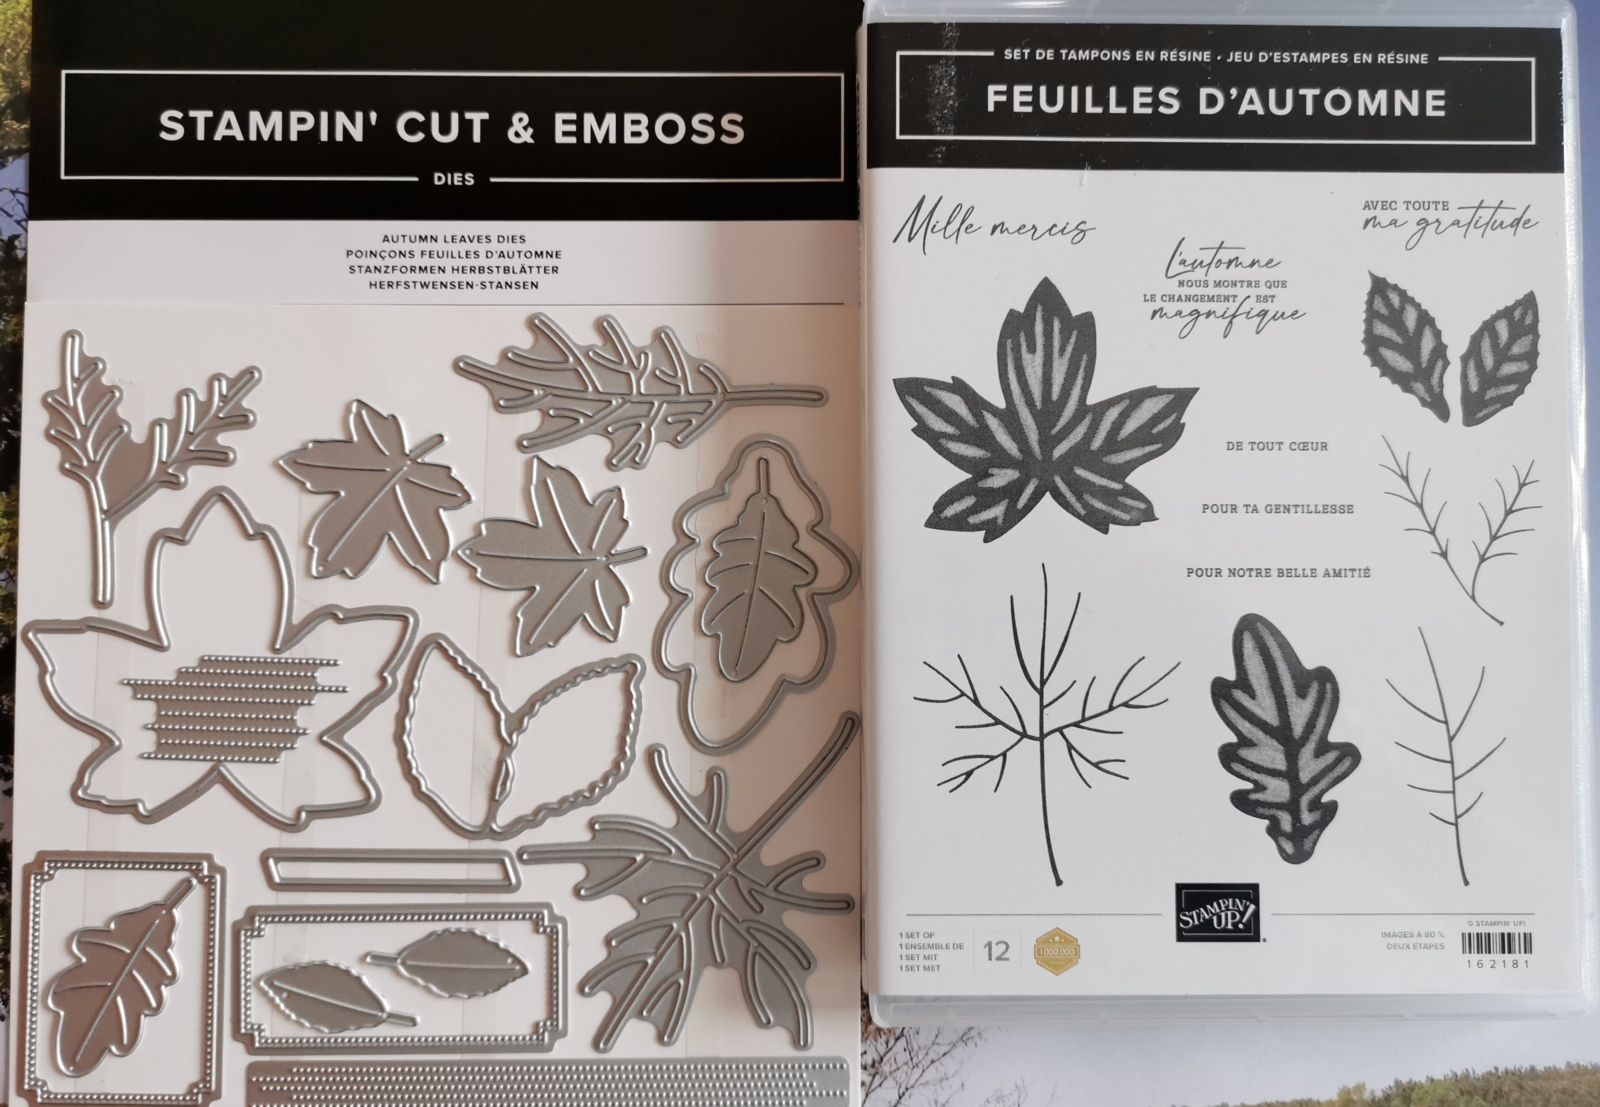 STAMPIN' CUT & EMBOSS
DIES
AUTUMN LEAVES DIES
POINÇONS FEUILLES D'AUTOMNE
STANZFORMEN HERBSTBLÄTTER
HERFSTWENSEN-STANSEN
SET DE TAMPONS EN RÉSINE • JEU D'ESTAMPES EN RÉSINE
FEUILLES D'AUTOMNE
Mille mercis
AVEC TOUTE
ma gratitude
L'automne
NOUS MONTRE QUE
LE CHANGEMENT EST
magnifique
DE TOUT CŒUR
POUR TA GENTILLESSE
POUR NOTRE BELLE AMITIÉ
STAMPIN' UP!
1 SET OF
1 ENSEMBLE DE
1 SET MIT
1 SET MET
12
1 000 000
IMAGES À 80 %
DEUX ÉTAPES
© STAMPIN' UP!
162181